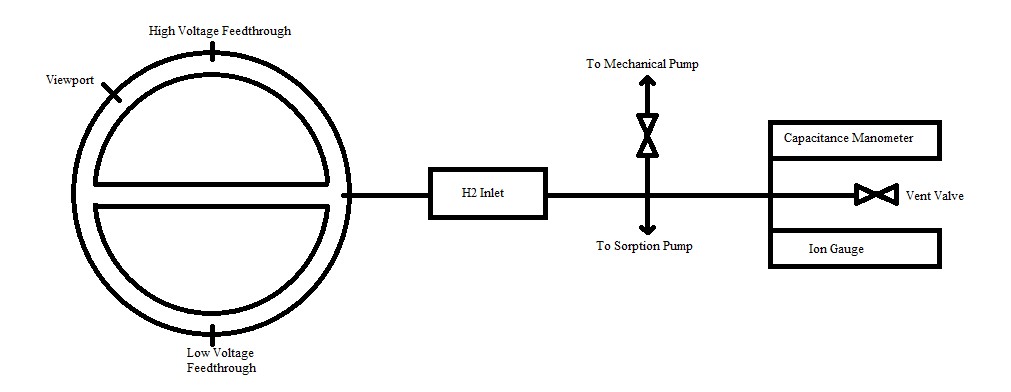 High Voltage Feedthrough
Viewport
To Mechanical Pump
Capacitance Manometer
H2 Inlet
Vent Valve
To Sorption Pump
Ion Gauge
Low Voltage
Feedthrough